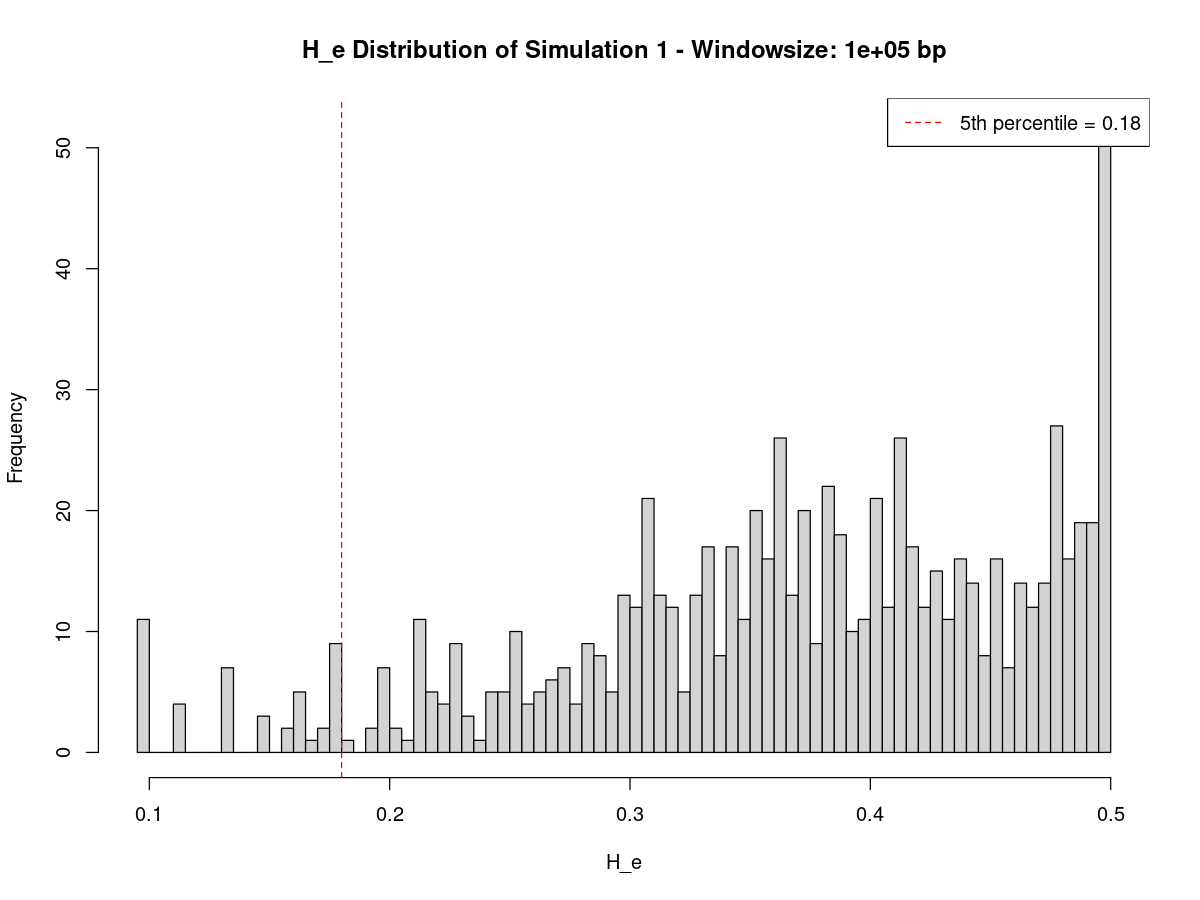 H_e Distribution of Simulation 1 - Windowsize: 1e+05 bp
5th percentile = 0.18
Frequency
50
40
30
20
10
0
0.1 0.2 0.3 0.4 0.5
H_e